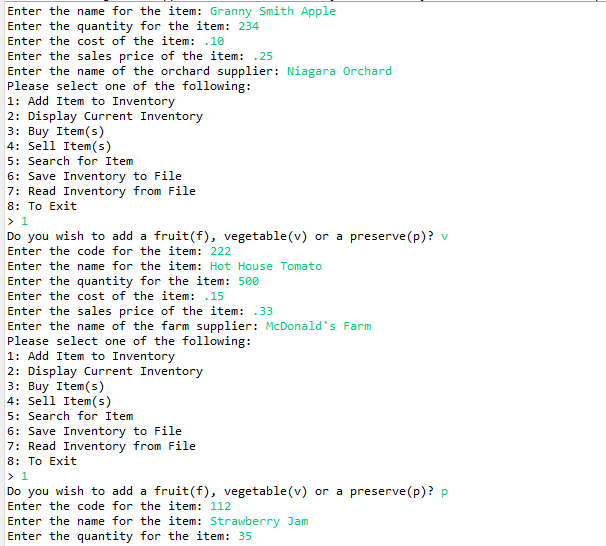 Enter the name for the item: Granny Smith Apple
Enter the quantity for the item: 234
Enter the cost of the item: .10
Enter the sales price of the item: .25
Enter the name of the orchard supplier: Niagara Orchard
Please select one of the following:
1: Add Item to Inventory
2: Display Current Inventory
3: Buy Item(s)
4: Sell Item(s)
5: Search for Item
6: Save Inventory to File
7: Read Inventory from File
8: To Exit
> 1
Do you wish to add a fruit(f), vegetable(v) or a preserve(p)? v
Enter the code for the item: 222
Enter the name for the item: Hot House Tomato
Enter the quantity for the item: 500
Enter the cost of the item: .15
Enter the sales price of the item: .33
Enter the name of the farm supplier: McDonald's Farm
Please select one of the following:
1: Add Item to Inventory
2: Display Current Inventory
3: Buy Item(s)
4: Sell Item(s)
5: Search for Item
6: Save Inventory to File
7: Read Inventory from File
8: To Exit
> 1
Do you wish to add a fruit(f), vegetable(v) or a preserve(p)? p
Enter the code for the item: 112
Enter the name for the item: Strawberry Jam
Enter the quantity for the item: 35